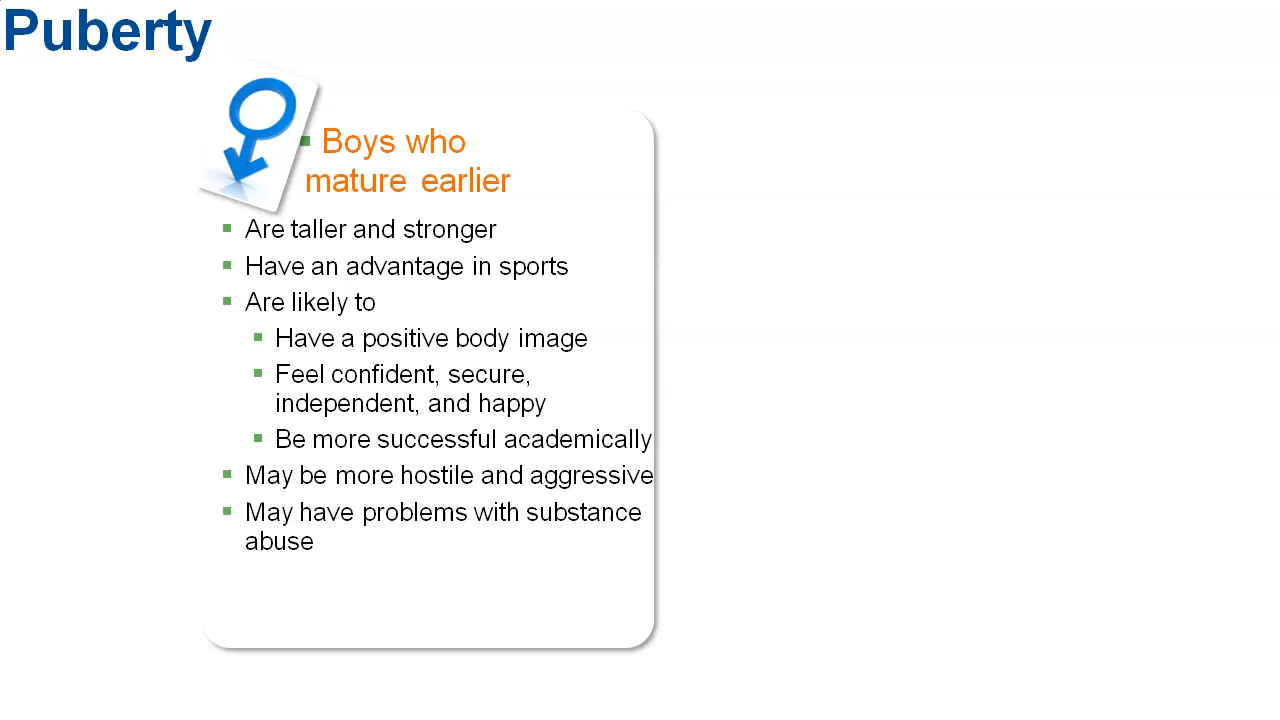 Puberty
▪ Boys who
mature earlier
▪ Are taller and stronger
▪ Have an advantage in sports
▪ Are likely to
▪ Have a positive body image
▪ Feel confident, secure,
independent, and happy
▪ Be more successful academically
▪ May be more hostile and aggressive
▪ May have problems with substance
abuse